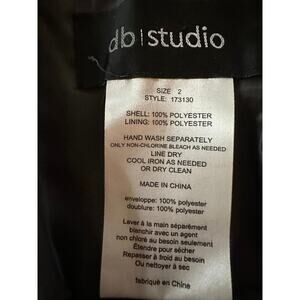 db|studio
SIZE 2
STYLE: 173130
SHELL: 100% POLYESTER
LINING: 100% POLYESTER
HAND WASH SEPARATELY
ONLY NON-CHLORINE BLEACH AS NEEDED
LINE DRY
COOL IRON AS NEEDED
OR DRY CLEAN
MADE IN CHINA
enveloppe: 100% polyester
doublure: 100% polyester
Lever à la main séparément
blanchir avec un agent
non chloré au besoin seulement
Étendre pour sécher
Repasser à froid au besoin
Ou nettoyer à sec
fabriqué en Chine